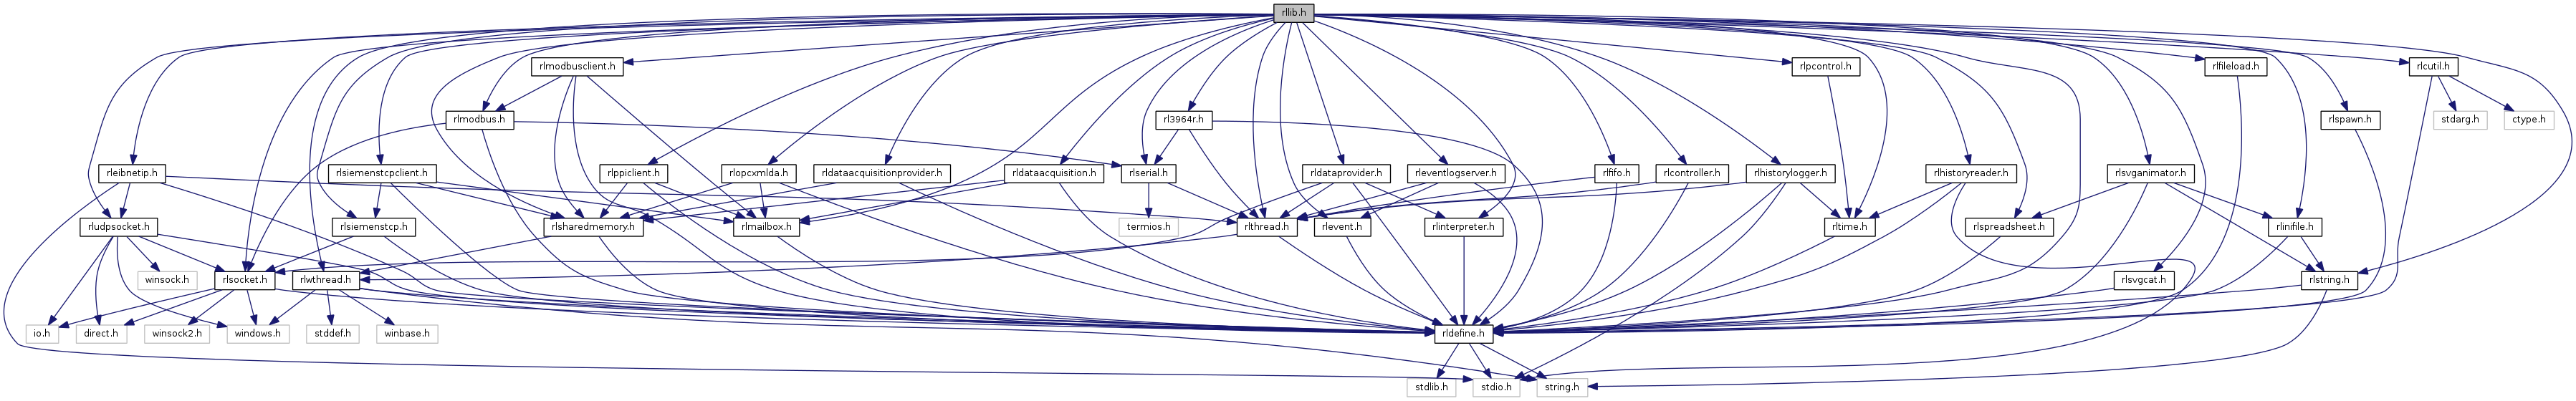 rllib.h
rlmodbusclient.h
rlpcontrol.h
rlfileload.h
rlcutil.h
rlmodbus.h
rl3964r.h
rlspawn.h
stdarg.h
ctype.h
rleibnetip.h
rlsiemenstcpclient.h
rlppiclient.h
rlopcxmlda.h
rldataacquisitionprovider.h
rldataacquisition.h
rlserial.h
rldataprovider.h
rleventlogserver.h
rlfifo.h
rlcontroller.h
rlhistorylogger.h
rlhistoryreader.h
rlsvganimator.h
rludpsocket.h
rlsiemenstcp.h
rlsharedmemory.h
rlmailbox.h
termios.h
rlthread.h
rlevent.h
rlinterpreter.h
rltime.h
rlspreadsheet.h
rlinifile.h
winsock.h
rlsocket.h
rlwthread.h
rlsvgcat.h
rlstring.h
io.h
direct.h
winsock2.h
windows.h
stddef.h
winbase.h
rldefine.h
stdlib.h
stdio.h
string.h